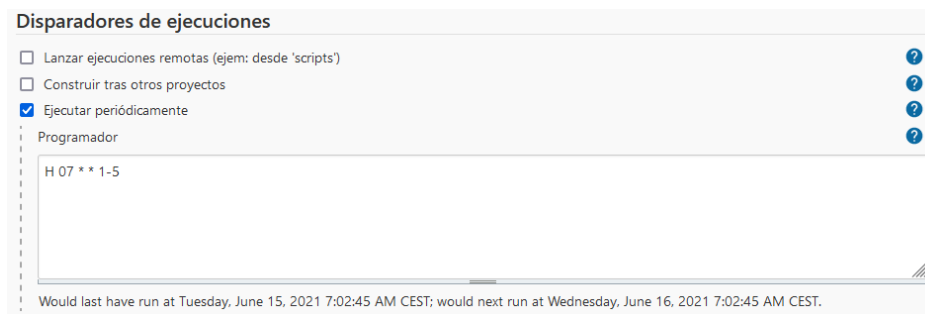 Disparadores de ejecuciones
Lanzar ejecuciones remotas (ejem: desde 'scripts')
?
Construir tras otros proyectos
?
Ejecutar periódicamente
?
Programador
?
H 07 * * 1-5
Would last have run at Tuesday, June 15, 2021 7:02:45 AM CEST; would next run at Wednesday, June 16, 2021 7:02:45 AM CEST.